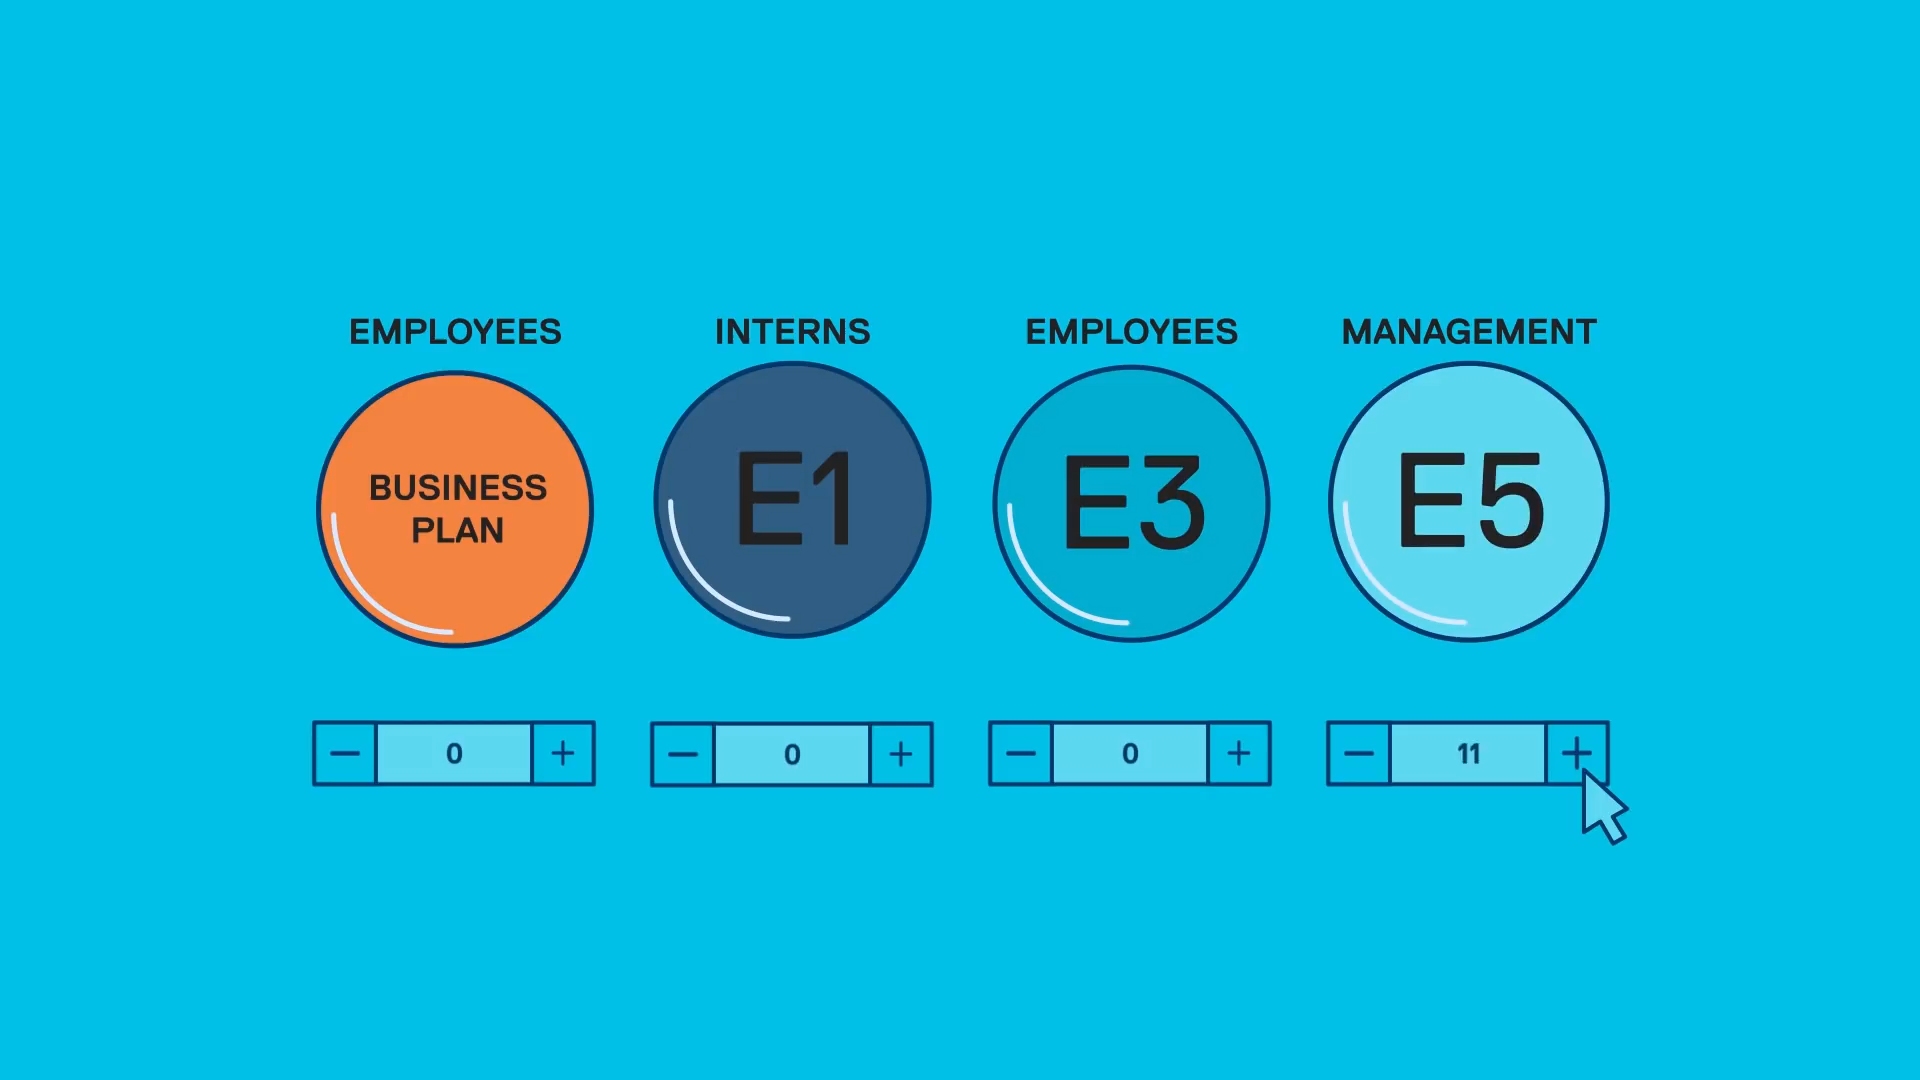 EMPLOYEES INTERNS EMPLOYEES MANAGEMENT
BUSINESS
PLAN
E1
E3
E5
— 0 + — 0 + — 0 + — 11 +